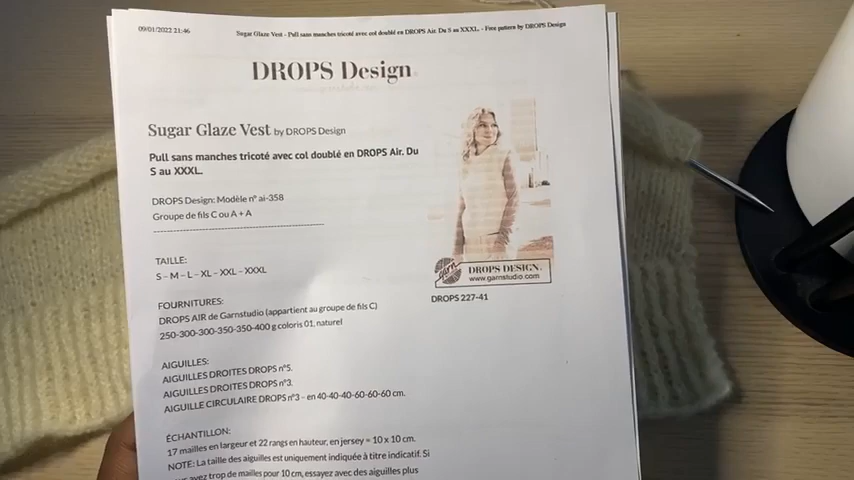 09/01/2022 21:46
Sugar Glaze Vest - Pull sans manches tricoté avec col doublé en DROPS Air. Du S au XXXL. - Free pattern by DROPS Design
DROPS Design
Sugar Glaze Vest by DROPS Design
Pull sans manches tricoté avec col doublé en DROPS Air. Du
S au XXXL.
DROPS Design: Modèle n° ai-358
Groupe de fils C ou A + A
----------------------------------------------------------
TAILLE:
S - M - L - XL - XXL - XXXL
FOURNITURES:
DROPS AIR de Garnstudio (appartient au groupe de fils C)
250-300-300-350-350-400 g coloris 01, naturel
AIGUILLES:
AIGUILLES DROITES DROPS n°5.
AIGUILLES DROITES DROPS n°3.
AIGUILLE CIRCULAIRE DROPS n°3 – en 40-40-40-60-60-60 cm.
ÉCHANTILLON:
17 mailles en largeur et 22 rangs en hauteur, en jersey = 10 x 10 cm.
NOTE: La taille des aiguilles est uniquement indiquée à titre indicatif. Si
avez trop de mailles pour 10 cm, essayez avec des aiguilles plus
garn
DROPS DESIGN
www.garnstudio.com
DROPS 227-41